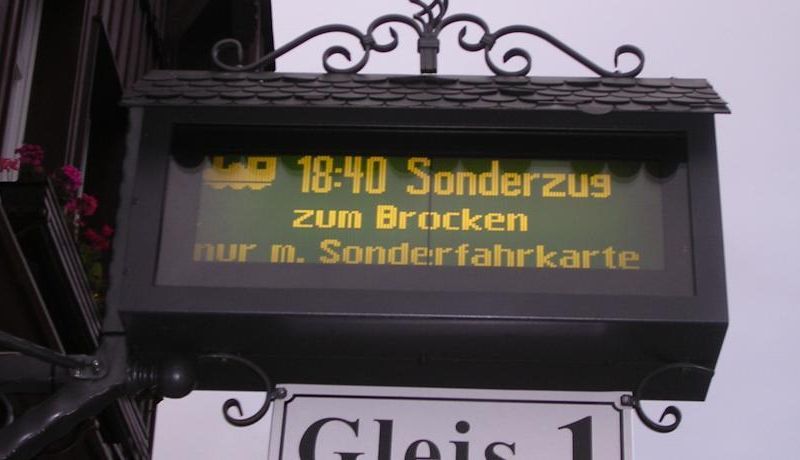 18:40 Sonderzug
zum Brocken
nur m. Sonderfahrkarte
Gleis 1